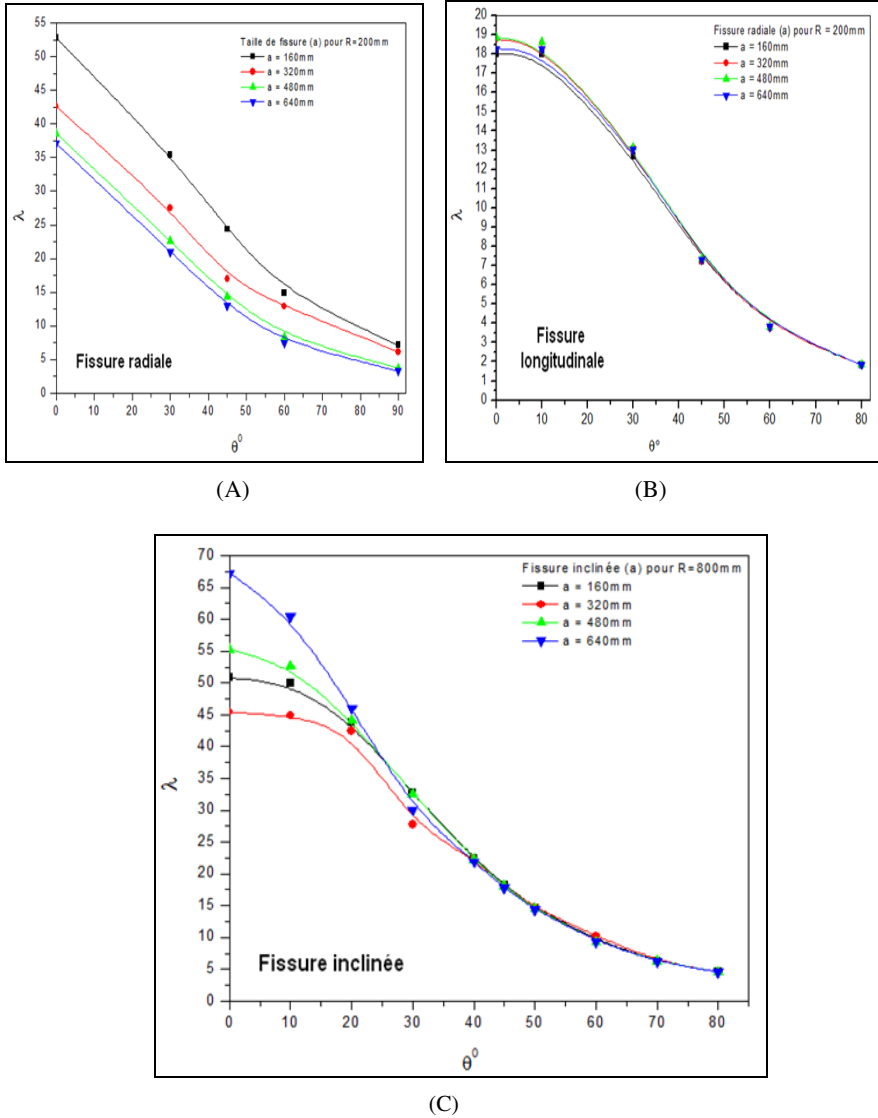 55
50
45
40
35
30
25
20
15
10
5
0
λ
Taille de fissure (a) pour R=200mm
a = 160mm
a = 320mm
a = 480mm
a = 640mm
Fissure radiale
0 10 20 30 40 50 60 70 80 90
θ⁰
(A)
19
18
17
16
15
14
13
12
11
10
9
8
7
6
5
4
3
2
1
0
λ
Fissure radiale (a) pour R = 200mm
a = 160mm
a = 320mm
a = 480mm
a = 640mm
Fissure
longitudinale
0 10 20 30 40 50 60 70 80
θ°
(B)
70
65
60
55
50
45
40
35
30
25
20
15
10
5
0
λ
Fissure inclinée (a) pour R=800mm
a = 160mm
a = 320mm
a = 480mm
a = 640mm
Fissure inclinée
0 10 20 30 40 50 60 70 80
θ⁰
(C)